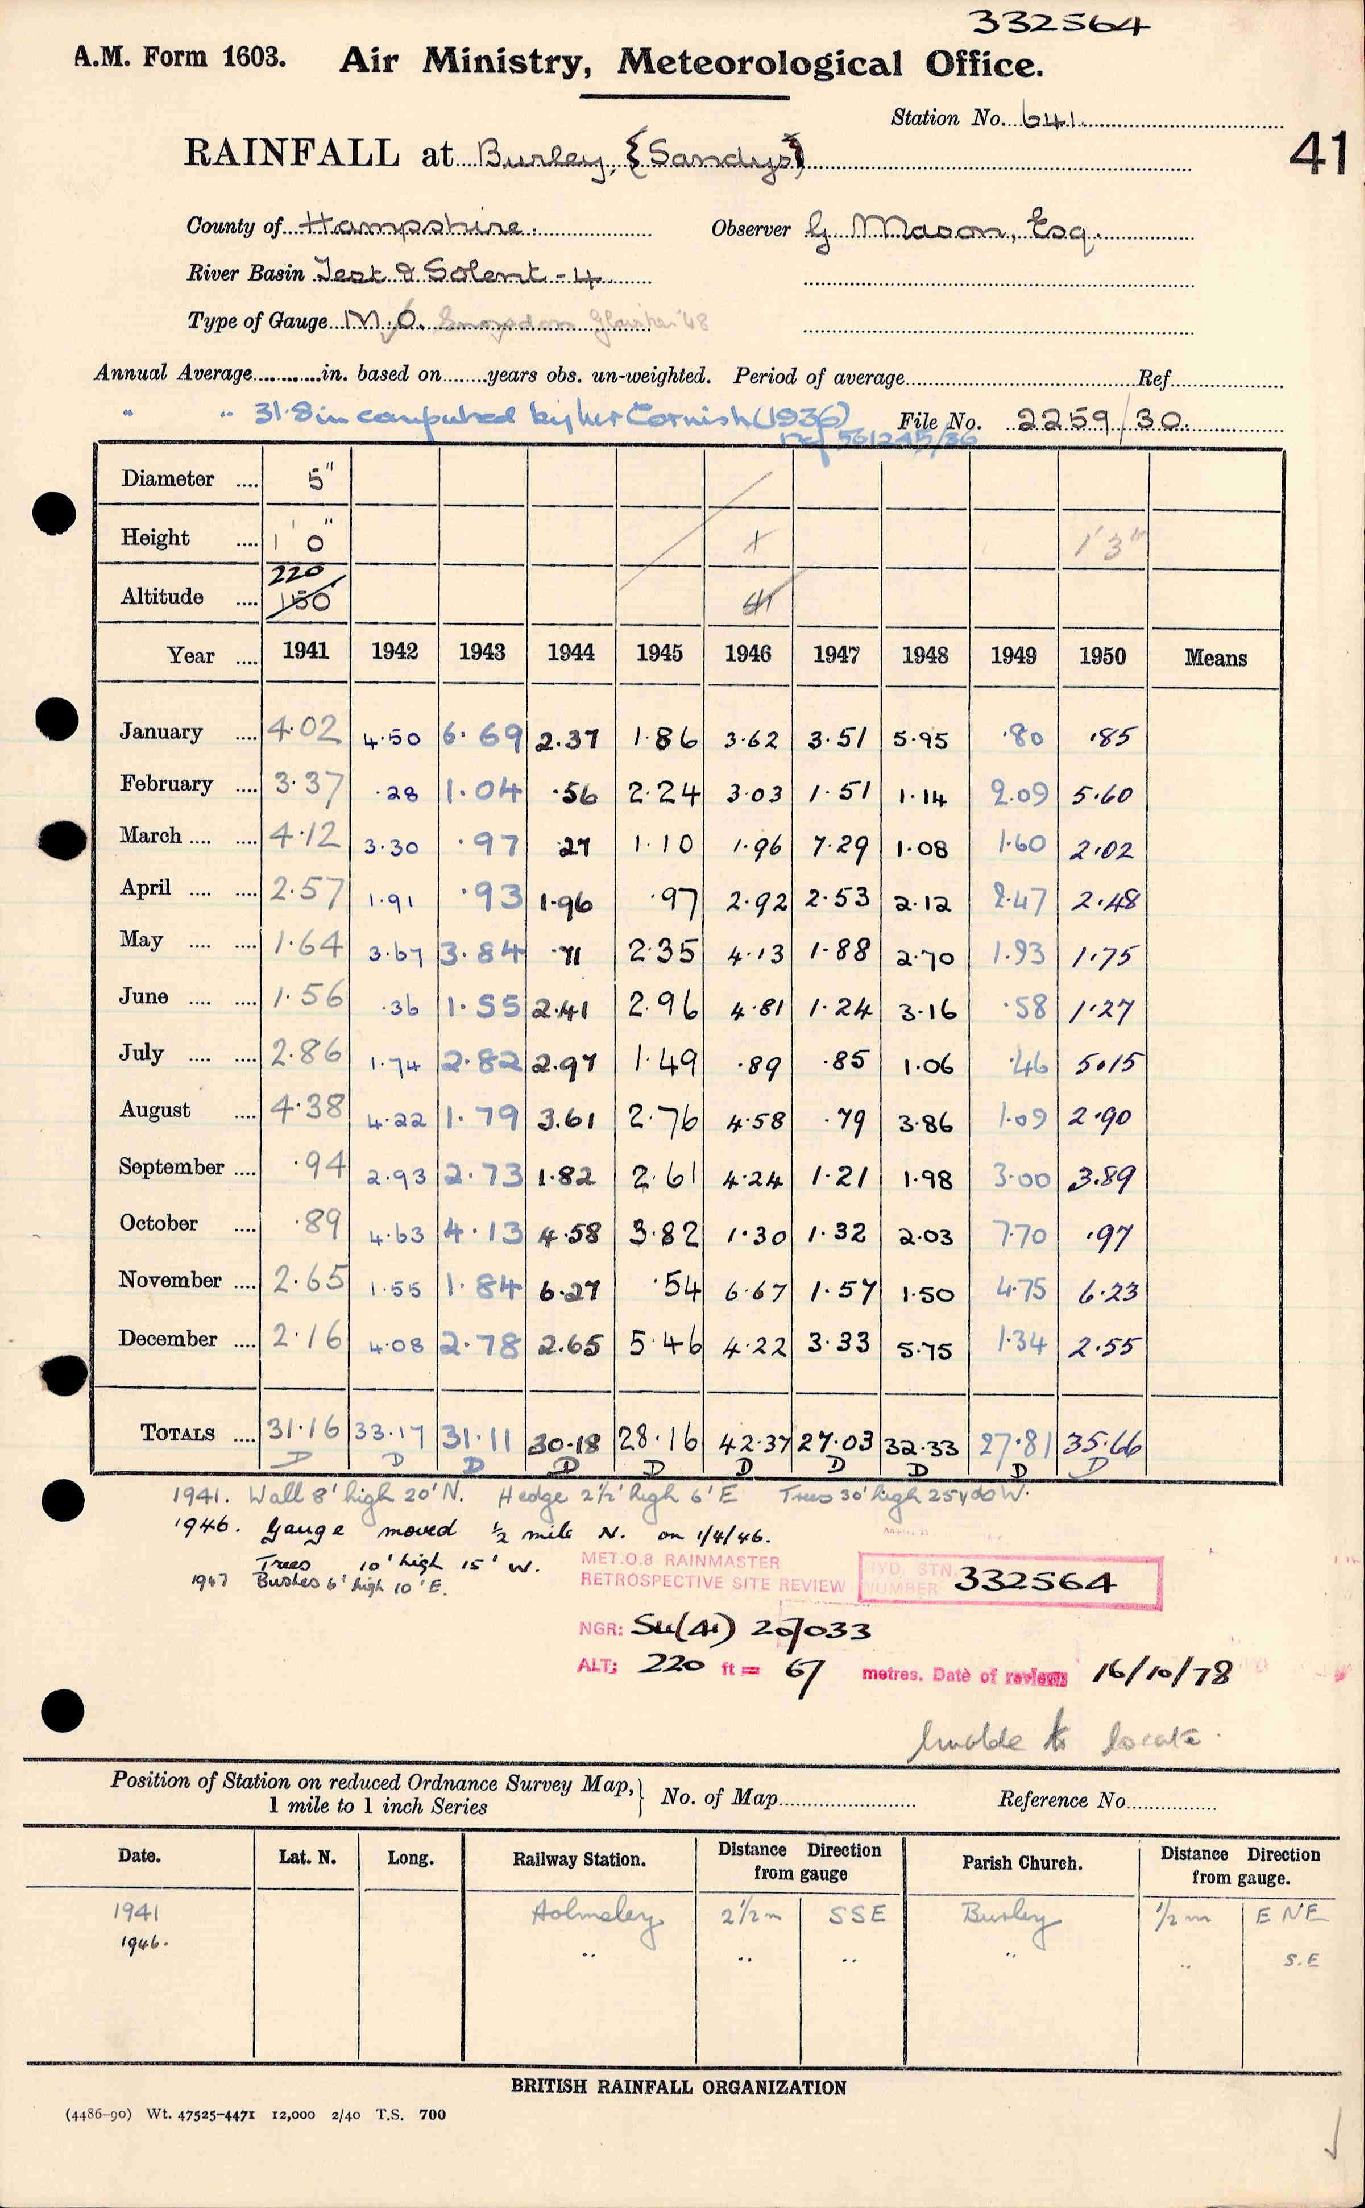 332564
A.M. Form 1603. Air Ministry, Meteorological Office.
Station No. 641.
41
RAINFALL at Burley, {Sandys}
County of Hampshire. Observer G Mason, Esq.
River Basin Test & Solent - 4
Type of Gauge M.O. Snowdon '48
Annual Average............in. based on........years obs. un-weighted. Period of average........Ref........
" " 31.8 in computed by Mr Cornish (1936) File No. 2259/30.
ref 561245/36
Diameter .... 5"
Height .... 1' 0" x 1'3"
220
Altitude .... 150
Year .... 1941 1942 1943 1944 1945 1946 1947 1948 1949 1950 Means
January .... 4.02 4.50 6.69 2.37 1.86 3.62 3.51 5.95 .80 .85
February .... 3.37 .28 1.04 .56 2.24 3.03 1.51 1.14 2.09 5.60
March .... .... 4.12 3.30 .97 .27 1.10 1.96 7.29 1.08 1.60 2.02
April .... .... 2.57 1.91 .93 1.96 .97 2.92 2.53 2.12 2.47 2.48
May .... .... 1.64 3.67 3.84 .71 2.35 4.13 1.88 2.70 1.93 1.75
June .... .... 1.56 .36 1.55 2.41 2.96 4.81 1.24 3.16 .58 1.27
July .... .... 2.86 1.74 2.82 2.97 1.49 .89 .85 1.06 .46 5.15
August .... 4.38 4.22 1.79 3.61 2.76 4.58 .79 3.86 1.09 2.90
September .... .94 2.93 2.73 1.82 2.61 4.24 1.21 1.98 3.00 3.89
October .... .89 4.63 4.13 4.58 3.82 1.30 1.32 2.03 7.70 .97
November .... 2.65 1.55 1.84 6.27 .54 6.67 1.57 1.50 4.75 6.23
December .... 2.16 4.08 2.78 2.65 5.46 4.22 3.33 5.75 1.34 2.55
TOTALS .... 31.16 33.17 31.11 30.18 28.16 42.37 27.03 32.33 27.81 35.66
D D D D D D D D D D
1941. Wall 8' high 20' N. Hedge 2½' high 6' E Trees 30' high 25yds W.
1946. Gauge moved ½ mile N. on 1/4/46.
Trees 10' high 15' W.
1947 Bushes 6' high 10' E.
MET.O.8 RAINMASTER
RETROSPECTIVE SITE REVIEW
HYD. STN. NUMBER 332564
NGR: SU(41) 207033
ALT: 220 ft = 67 metres. Date of review 16/10/78
Unable to locate.
Position of Station on reduced Ordnance Survey Map, } No. of Map........ Reference No........
1 mile to 1 inch Series
Date. Lat. N. Long. Railway Station. Distance Direction from gauge Parish Church. Distance Direction from gauge.
1941 Holmsley 2½m SSE Burley ½m ENE
1946. " " " " " S.E
BRITISH RAINFALL ORGANIZATION
(4486-90) Wt. 47525-4471 12,000 2/40 T.S. 700